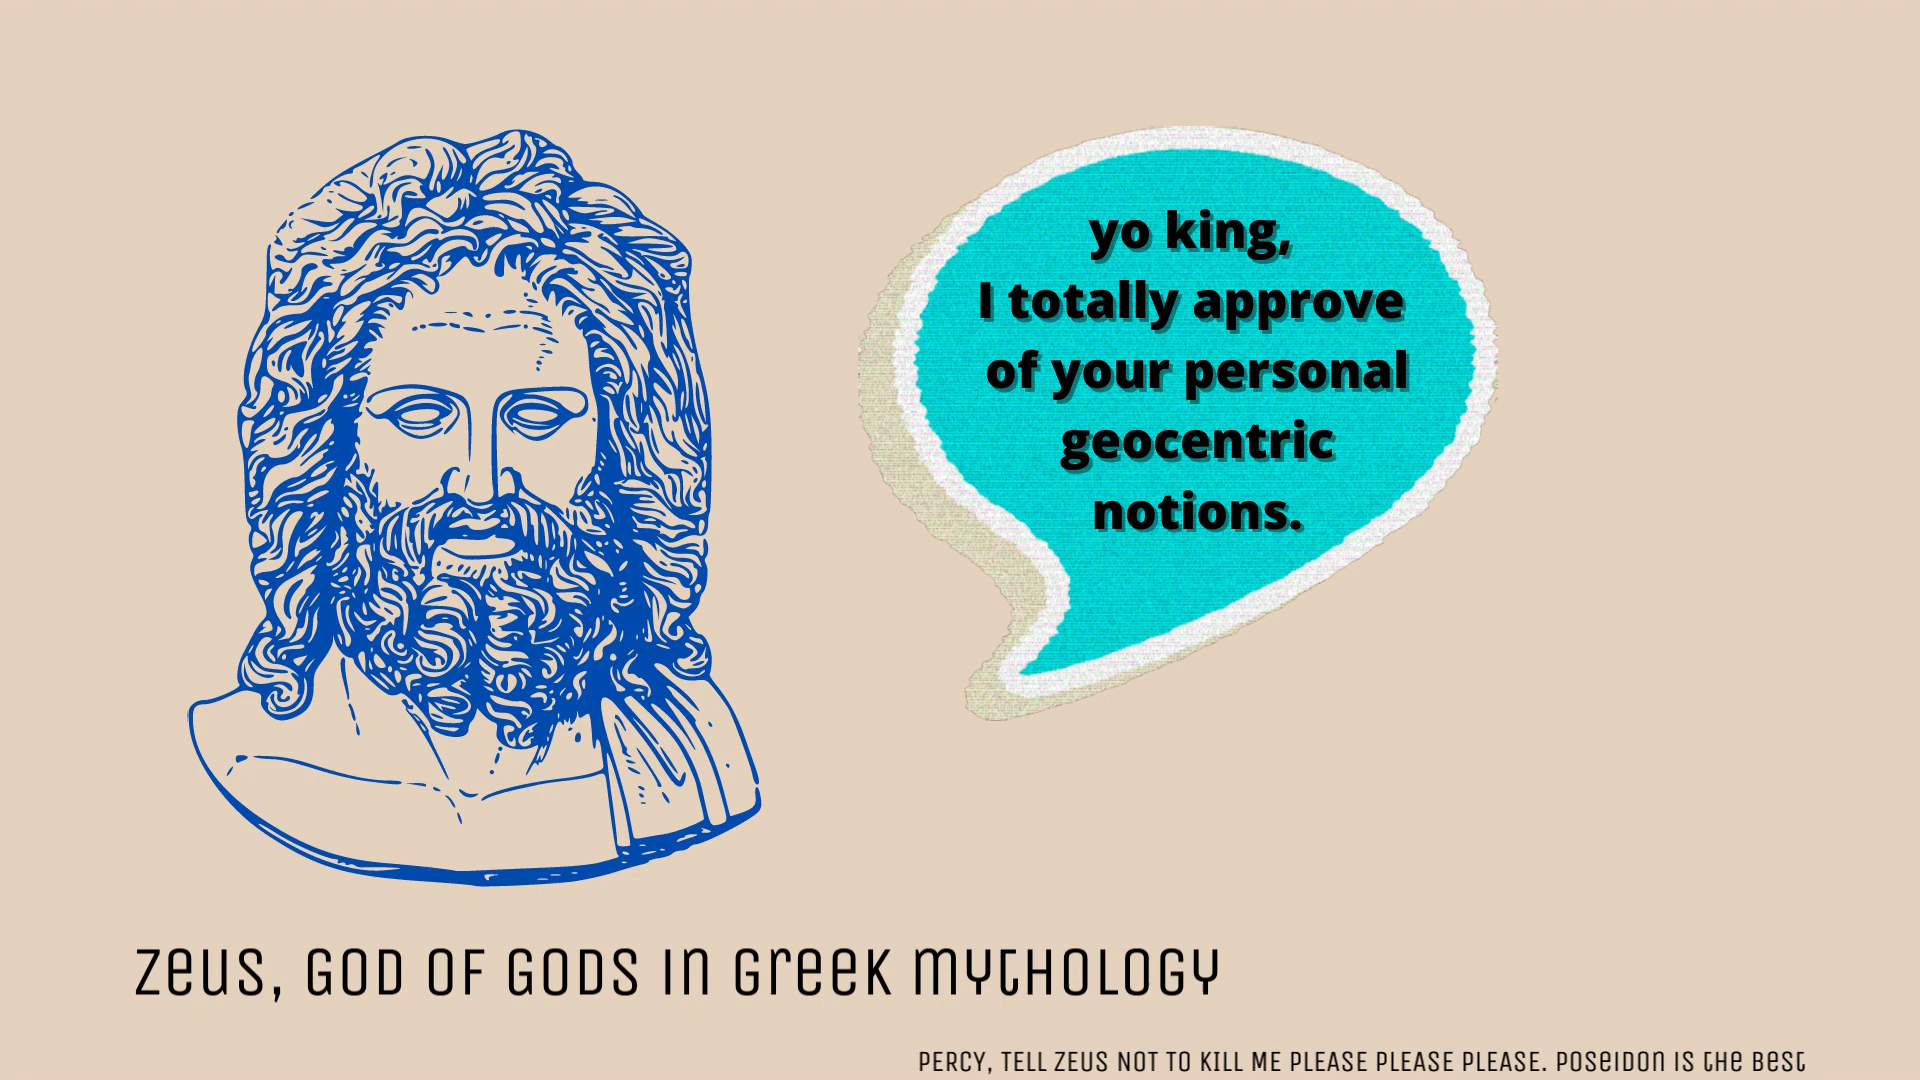 yo king,
I totally approve
of your personal
geocentric
notions.
Zeus, GOD OF GODS In Greek MYTHOLOGY
PERCY, TELL ZEUS NOT TO KILL ME PLEASE PLEASE PLEASE. Poseidon is the best